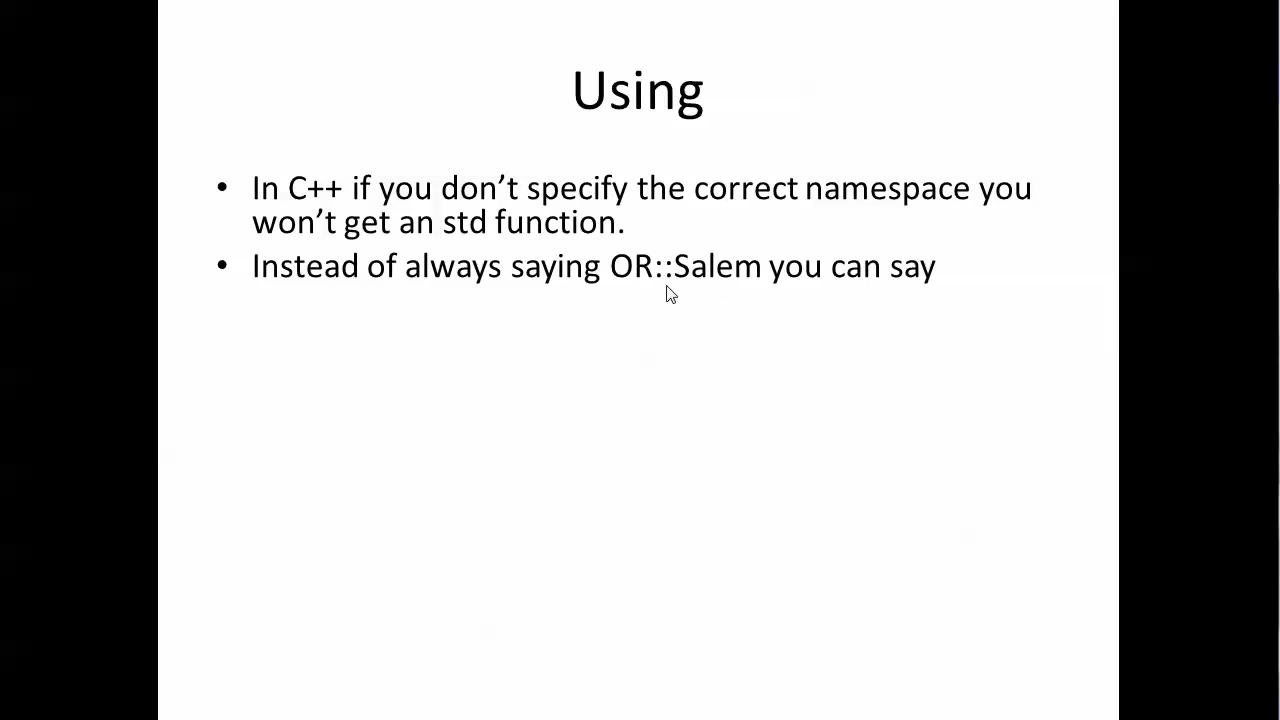 Using
• In C++ if you don’t specify the correct namespace you
won’t get an std function.
• Instead of always saying OR::Salem you can say